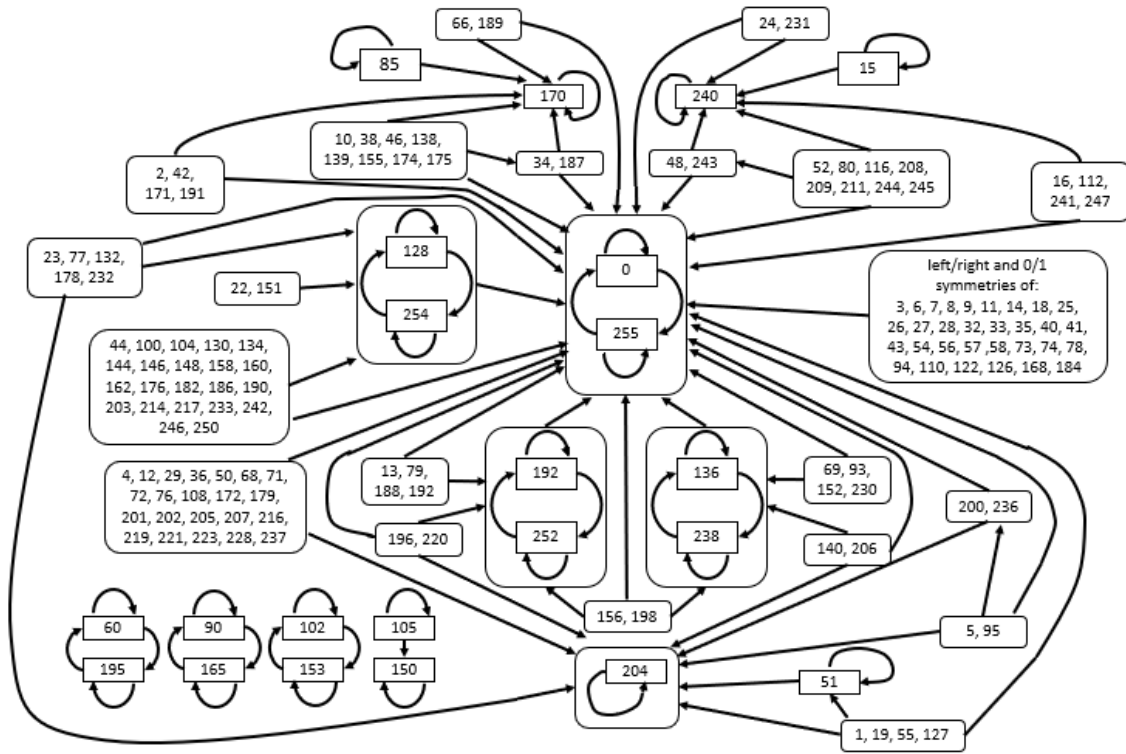 66, 189
24, 231
85
15
170
240
10, 38, 46, 138,
139, 155, 174, 175
34, 187
48, 243
52, 80, 116, 208,
209, 211, 244, 245
2, 42,
171, 191
16, 112,
241, 247
23, 77, 132,
178, 232
128
254
0
255
left/right and 0/1
symmetries of:
3, 6, 7, 8, 9, 11, 14, 18, 25,
26, 27, 28, 32, 33, 35, 40, 41,
43, 54, 56, 57 ,58, 73, 74, 78,
94, 110, 122, 126, 168, 184
22, 151
44, 100, 104, 130, 134,
144, 146, 148, 158, 160,
162, 176, 182, 186, 190,
203, 214, 217, 233, 242,
246, 250
4, 12, 29, 36, 50, 68, 71,
72, 76, 108, 172, 179,
201, 202, 205, 207, 216,
219, 221, 223, 228, 237
13, 79,
188, 192
192
252
136
238
69, 93,
152, 230
200, 236
196, 220
140, 206
156, 198
5, 95
60
195
90
165
102
153
105
150
204
51
1, 19, 55, 127